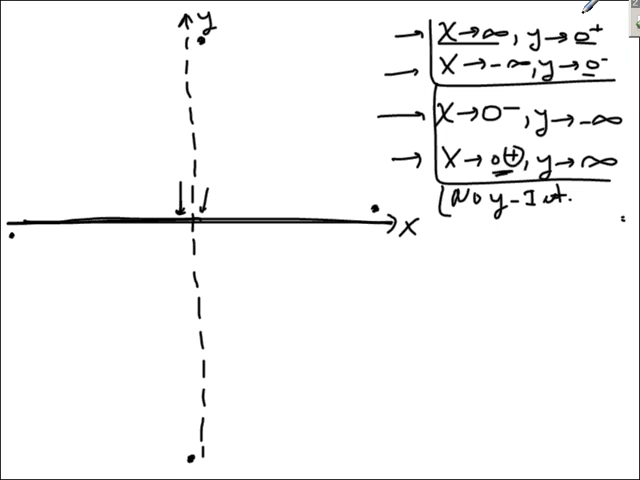 y
X→∞, y→0⁺
X→-∞, y→0⁻
X→0⁻, y→-∞
X→0⊕, y→∞
No y-Int.
X